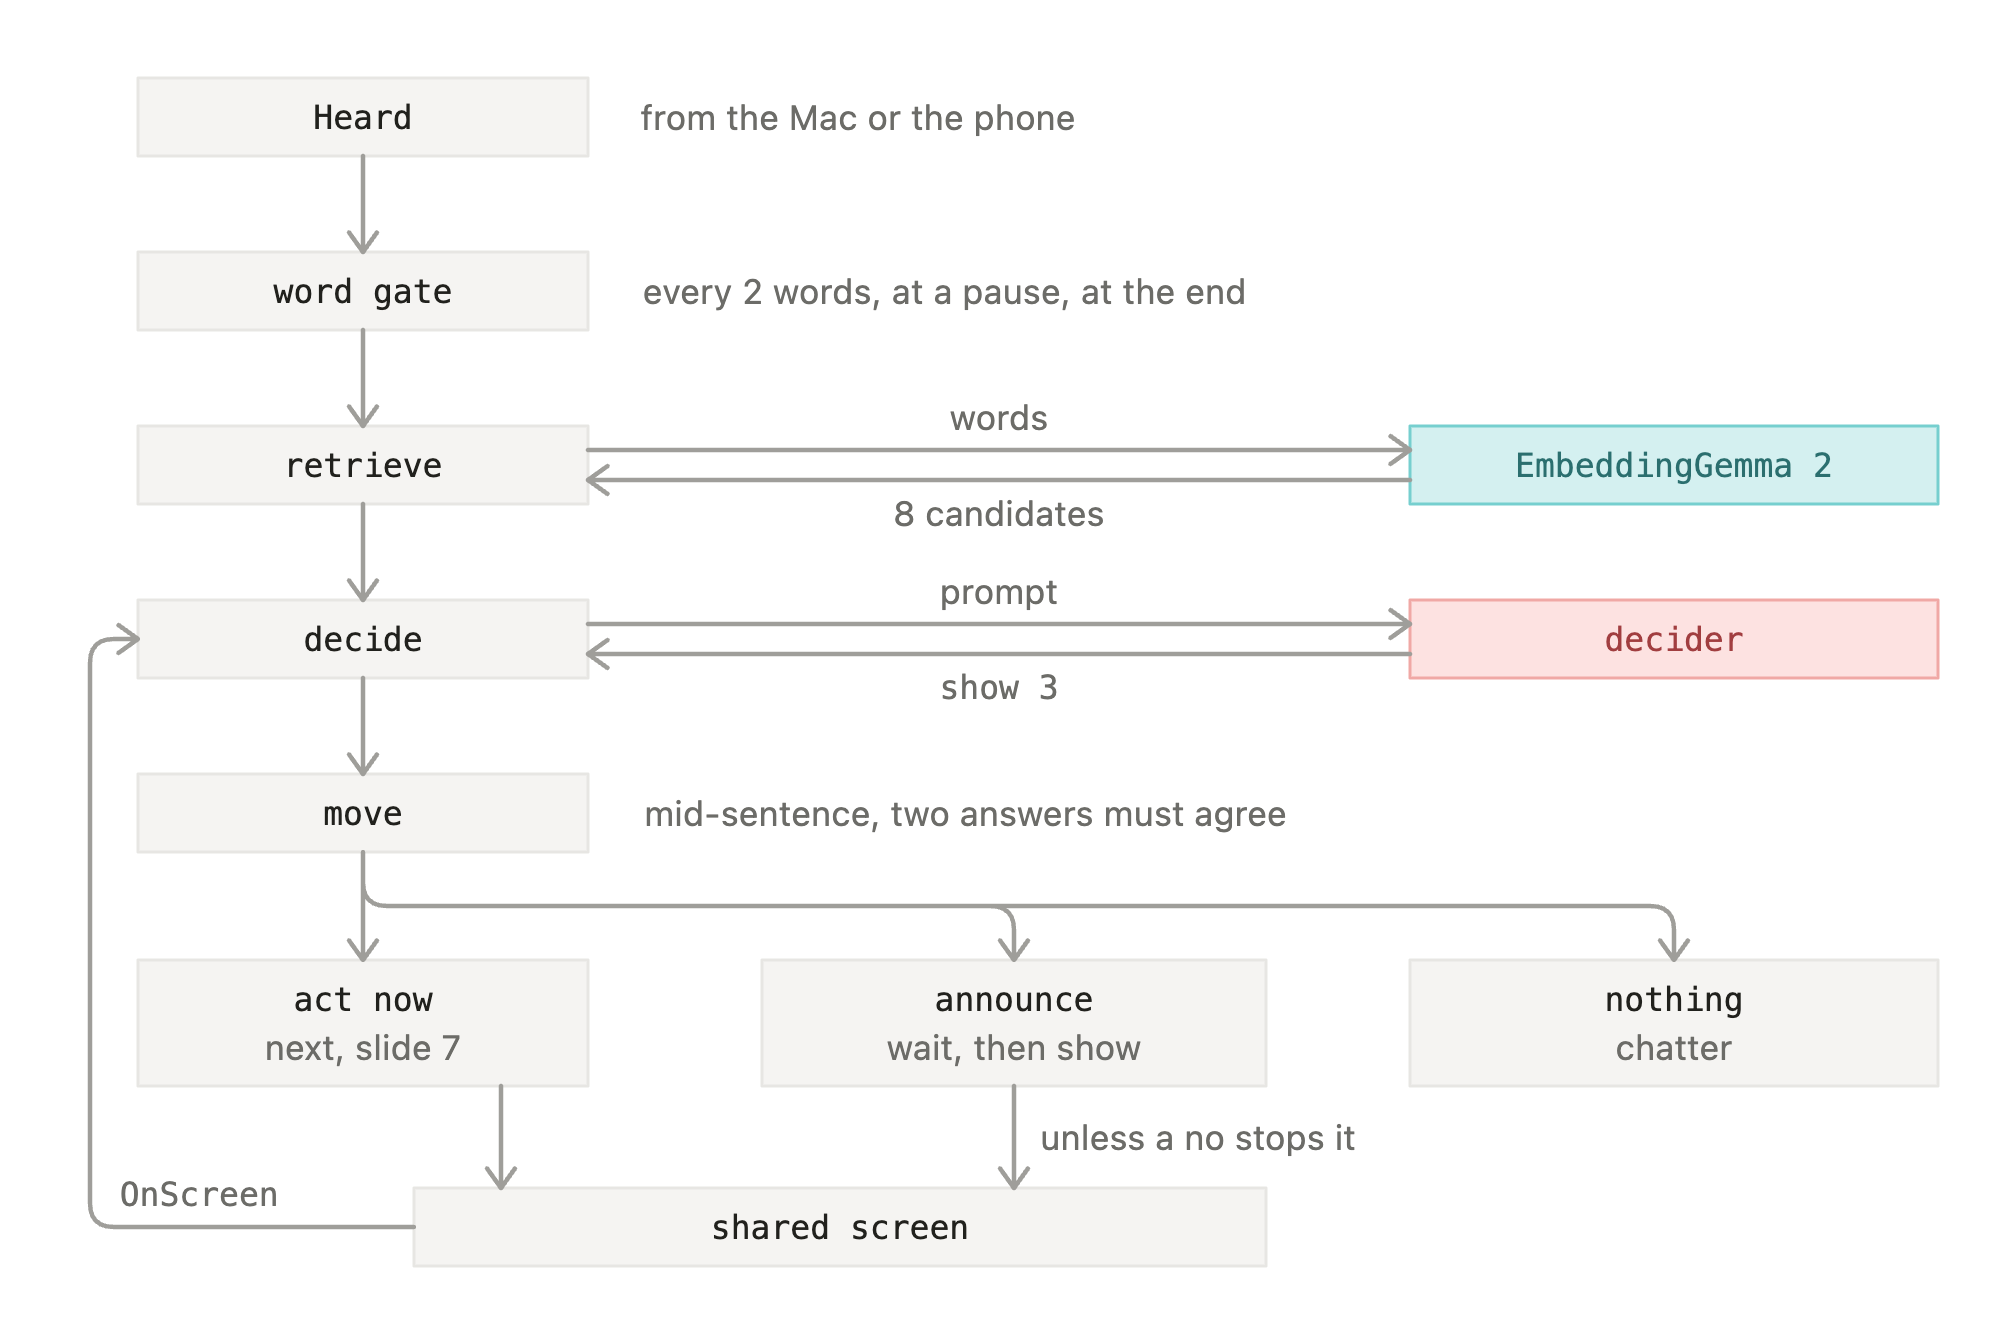 Heard
from the Mac or the phone
word gate
every 2 words, at a pause, at the end
words
retrieve
EmbeddingGemma 2
8 candidates
prompt
decide
decider
show 3
move
mid-sentence, two answers must agree
act now
next, slide 7
announce
wait, then show
nothing
chatter
unless a no stops it
OnScreen
shared screen